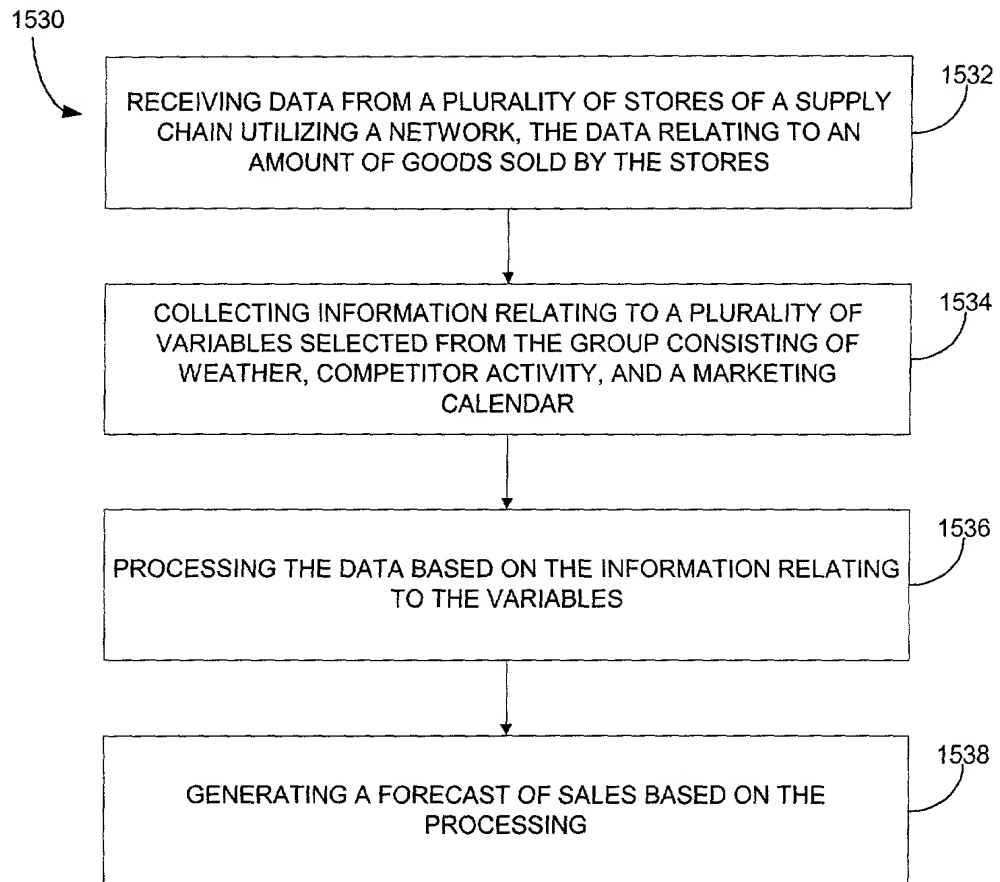 1530
1532
RECEIVING DATA FROM A PLURALITY OF STORES OF A SUPPLY
CHAIN UTILIZING A NETWORK, THE DATA RELATING TO AN
AMOUNT OF GOODS SOLD BY THE STORES
1534
COLLECTING INFORMATION RELATING TO A PLURALITY OF
VARIABLES SELECTED FROM THE GROUP CONSISTING OF
WEATHER, COMPETITOR ACTIVITY, AND A MARKETING
CALENDAR
1536
PROCESSING THE DATA BASED ON THE INFORMATION RELATING
TO THE VARIABLES
1538
GENERATING A FORECAST OF SALES BASED ON THE
PROCESSING